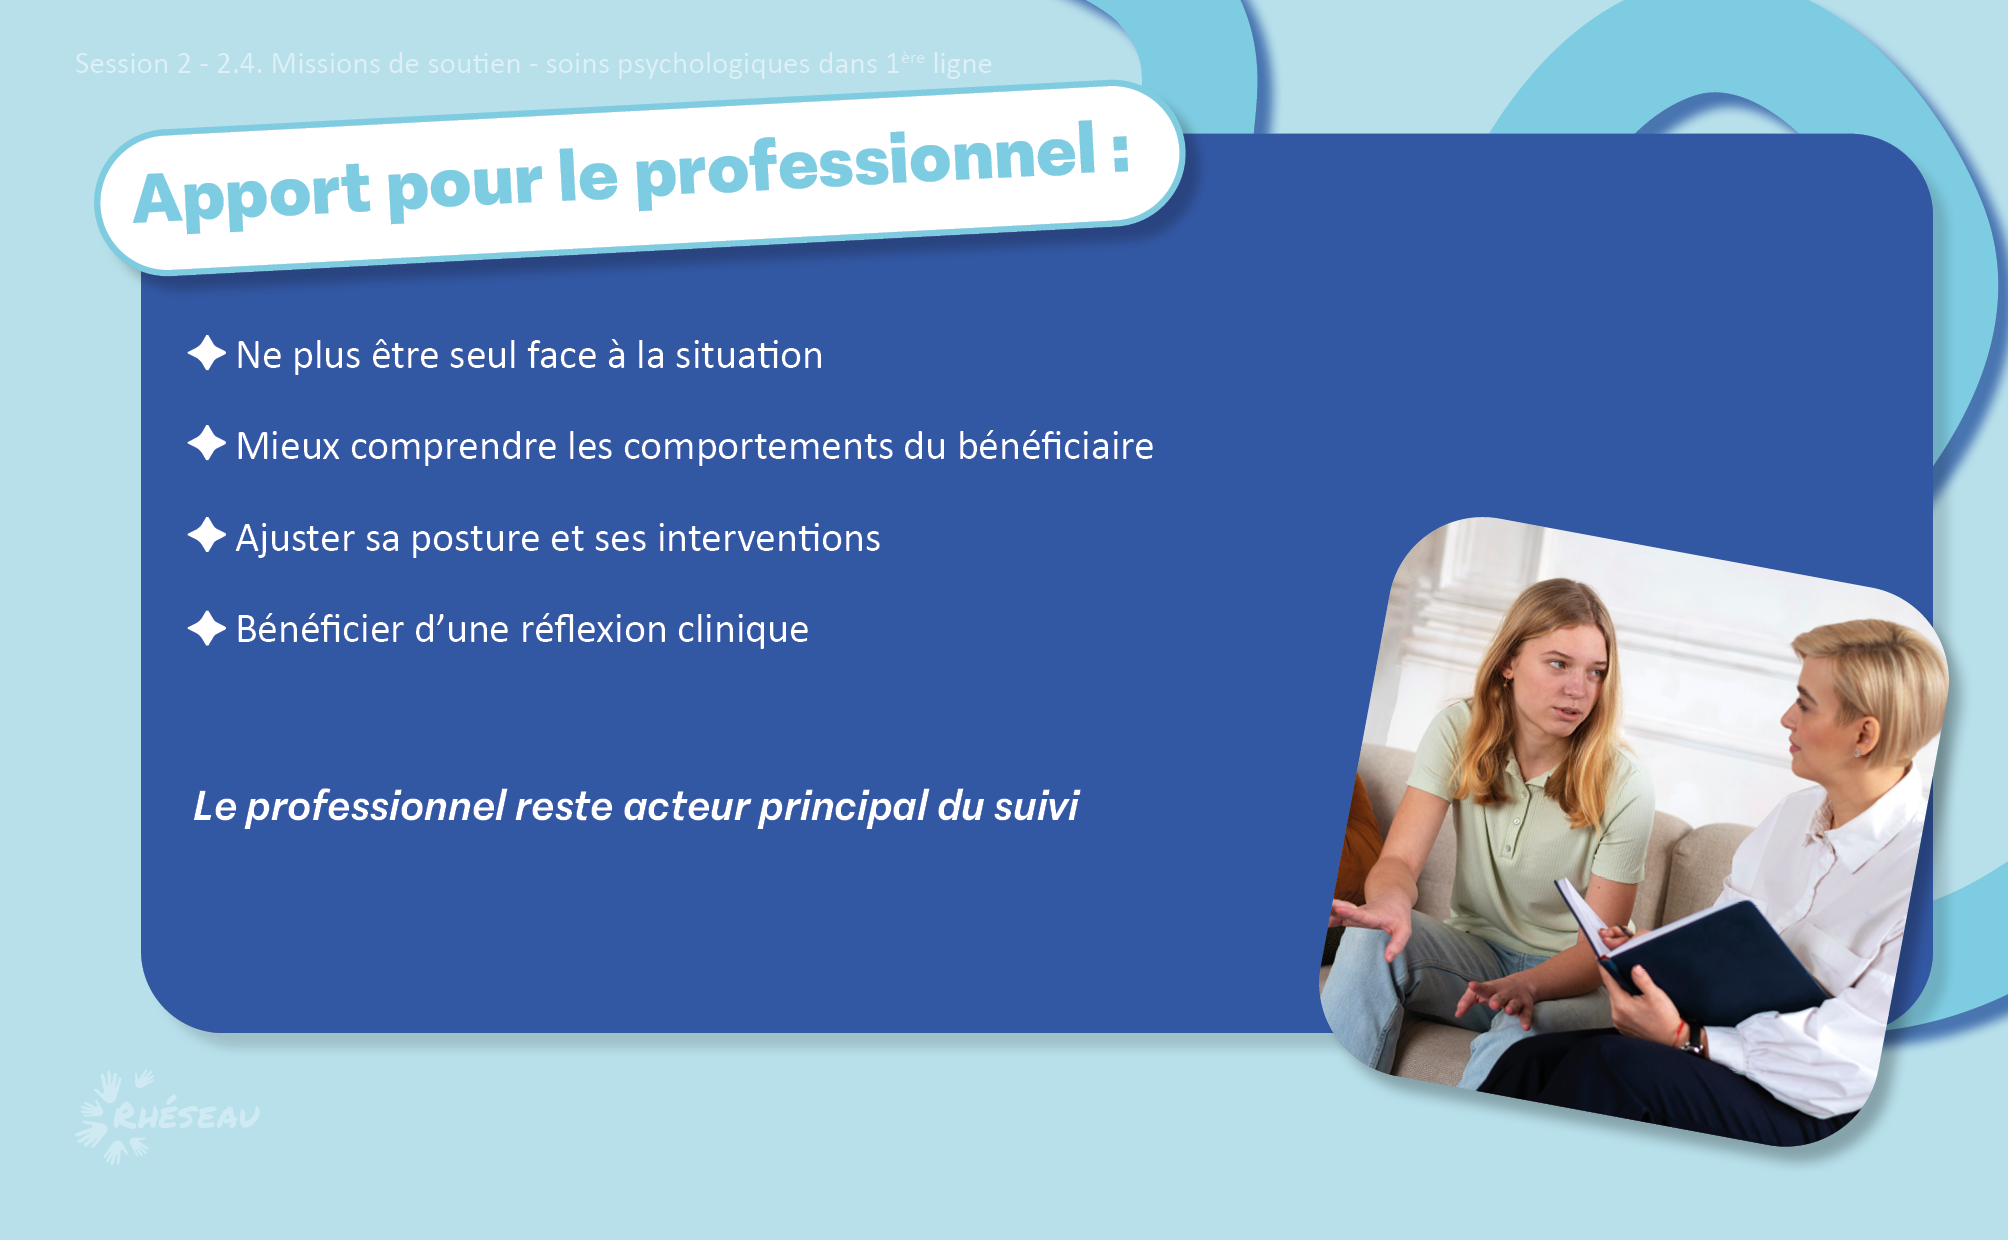 Session 2 - 2.4. Missions de soutien - soins psychologiques dans 1ère ligne
Apport pour le professionnel :
Ne plus être seul face à la situation
Mieux comprendre les comportements du bénéficiaire
Ajuster sa posture et ses interventions
Bénéficier d’une réflexion clinique
Le professionnel reste acteur principal du suivi
RHÉSEAU